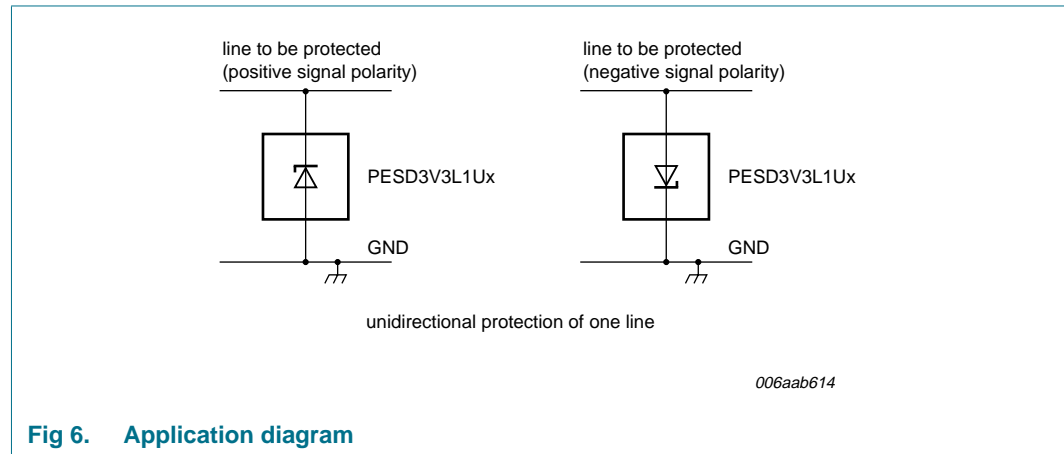 line to be protected
(positive signal polarity)
PESD3V3L1Ux
GND
line to be protected
(negative signal polarity)
PESD3V3L1Ux
GND
unidirectional protection of one line
006aab614
Fig 6. Application diagram